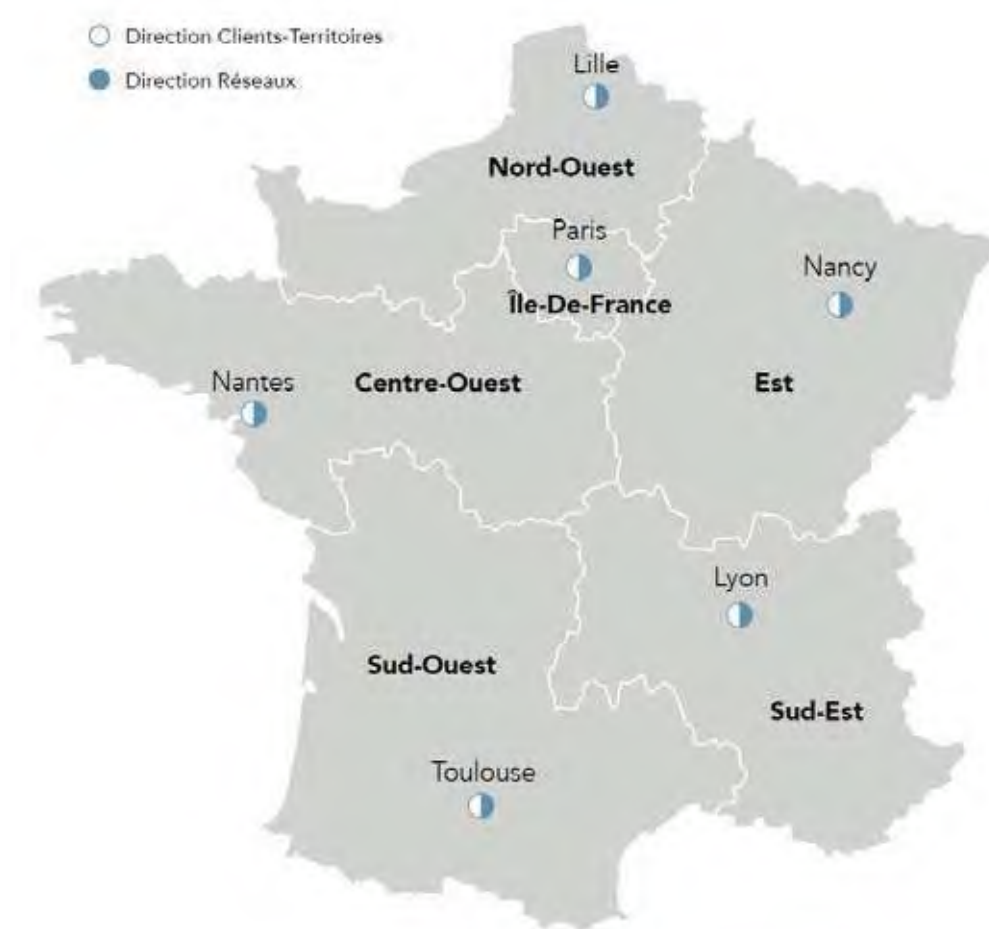 Direction Clients-Territoires
Direction Réseaux
Lille
Nord-Ouest
Paris
Île-De-France
Nancy
Nantes
Centre-Ouest
Est
Lyon
Sud-Ouest
Sud-Est
Toulouse